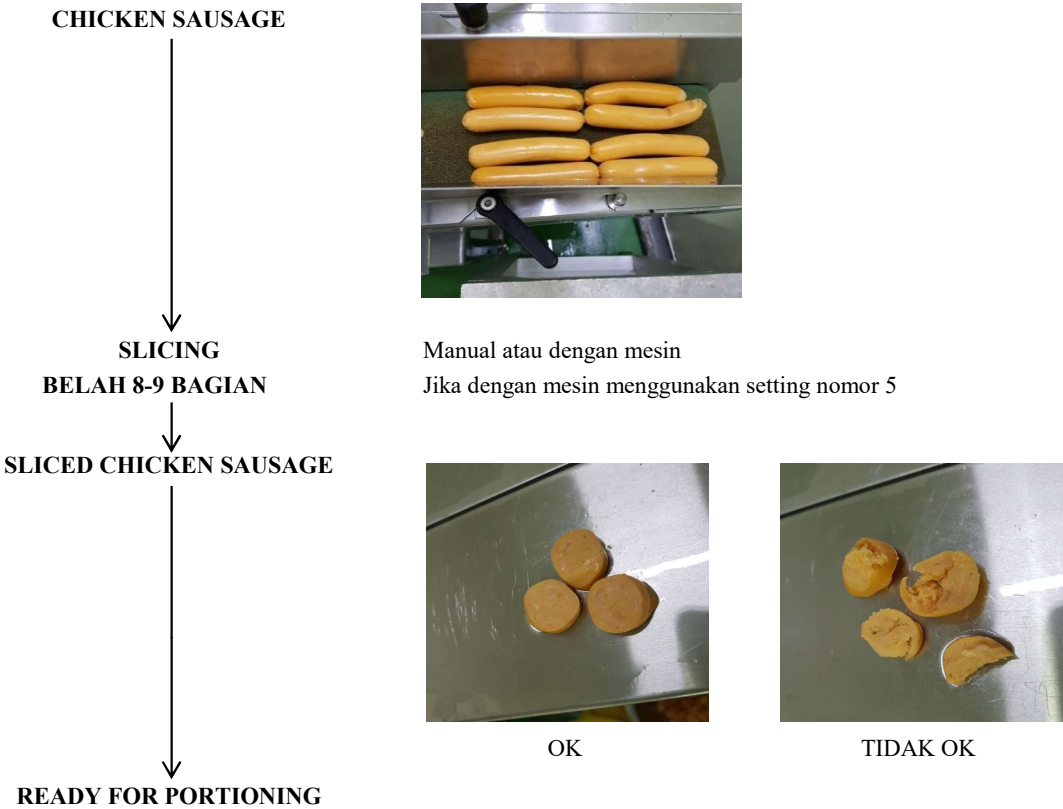 CHICKEN SAUSAGE
SLICING
Manual atau dengan mesin
BELAH 8-9 BAGIAN
Jika dengan mesin menggunakan setting nomor 5
SLICED CHICKEN SAUSAGE
OK
TIDAK OK
READY FOR PORTIONING